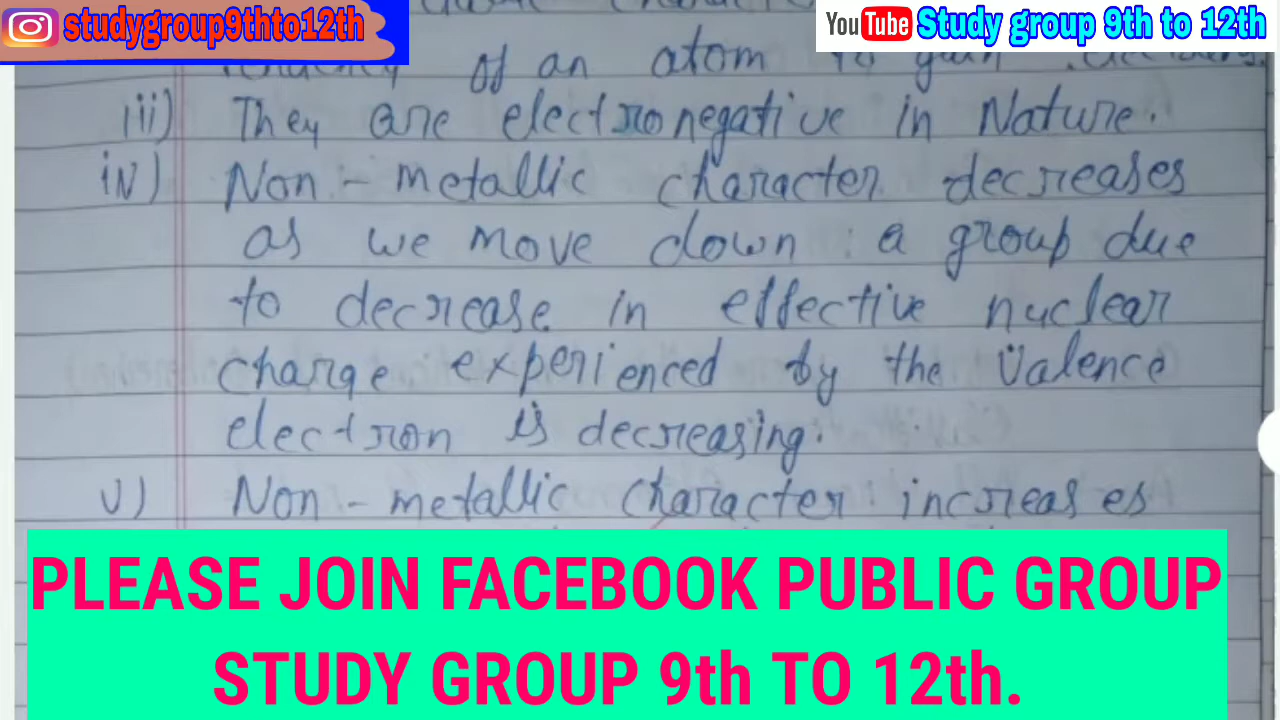 studygroup9thto12th
YouTube Study group 9th to 12th
of an atom to gain
iii) They are electronegative in Nature.
iv) Non-metallic character decreases
as we move down a group due
to decrease in effective nuclear
charge experienced by the valence
electron is decreasing.
v) Non-metallic character increases
PLEASE JOIN FACEBOOK PUBLIC GROUP
STUDY GROUP 9th TO 12th.